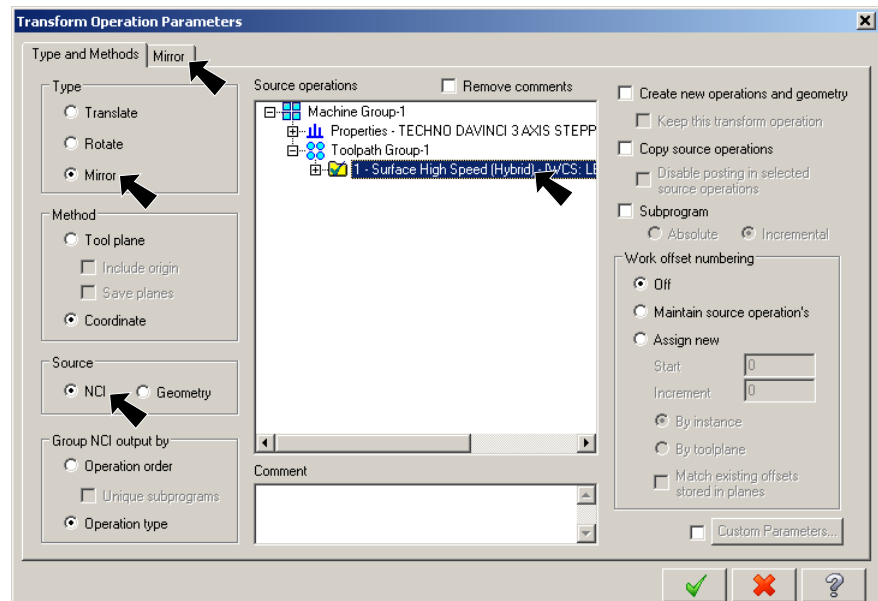 Transform Operation Parameters
Type and Methods
Mirror
Type
Translate
Rotate
Mirror
Method
Tool plane
Include origin
Save planes
Coordinate
Source
NCI
Geometry
Group NCI output by
Operation order
Unique subprograms
Operation type
Source operations
Remove comments
Machine Group-1
Properties - TECHNO DAVINCI 3 AXIS STEPP
Toolpath Group-1
1 - Surface High Speed (Hybrid) - [WCS: LE
Comment
Create new operations and geometry
Keep this transform operation
Copy source operations
Disable posting in selected
source operations
Subprogram
Absolute
Incremental
Work offset numbering
Off
Maintain source operation's
Assign new
Start
0
Increment
0
By instance
By toolplane
Match existing offsets
stored in planes
Custom Parameters...